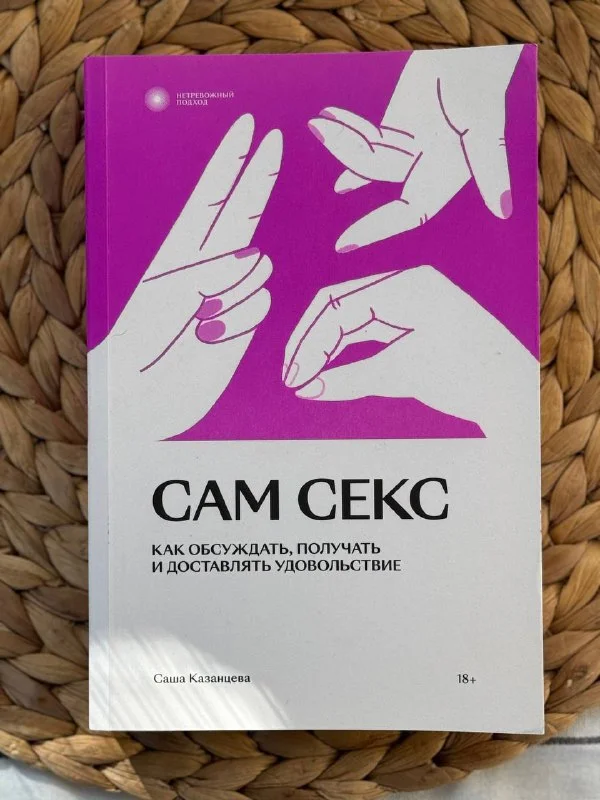 НЕТРЕВОЖНЫЙ
ПОДХОД
САМ СЕКС
КАК ОБСУЖДАТЬ, ПОЛУЧАТЬ
И ДОСТАВЛЯТЬ УДОВОЛЬСТВИЕ
Саша Казанцева 18+